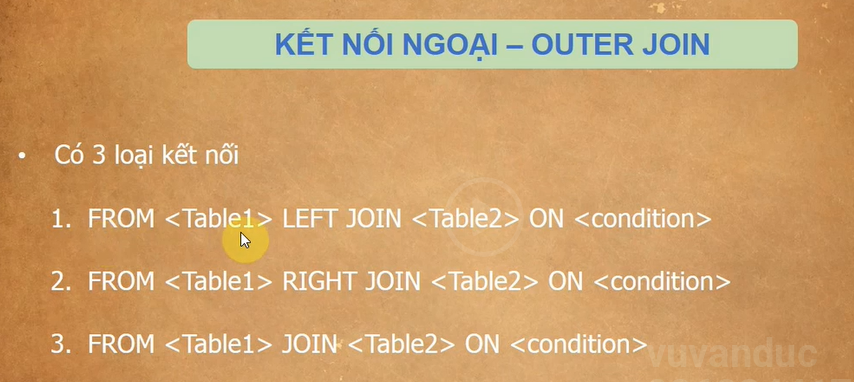 KẾT NỐI NGOẠI – OUTER JOIN
• Có 3 loại kết nối
1. FROM <Table1> LEFT JOIN <Table2> ON <condition>
2. FROM <Table1> RIGHT JOIN <Table2> ON <condition>
3. FROM <Table1> JOIN <Table2> ON <condition>
vuvanduc